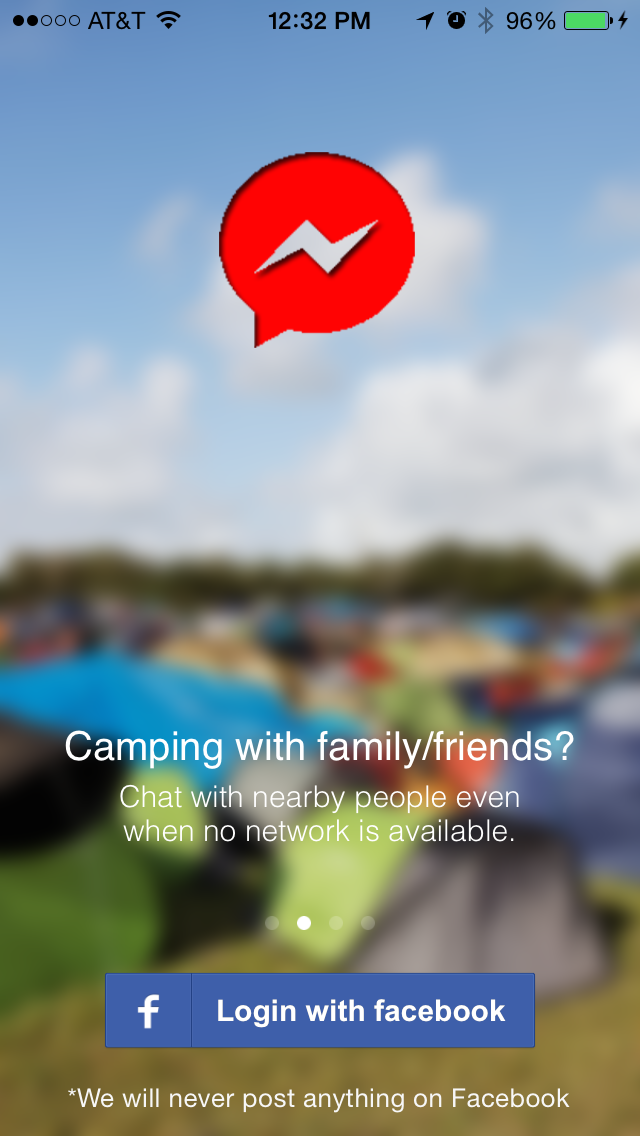 AT&T 12:32 PM 96%
Camping with family/friends?
Chat with nearby people even
when no network is available.
f Login with facebook
*We will never post anything on Facebook